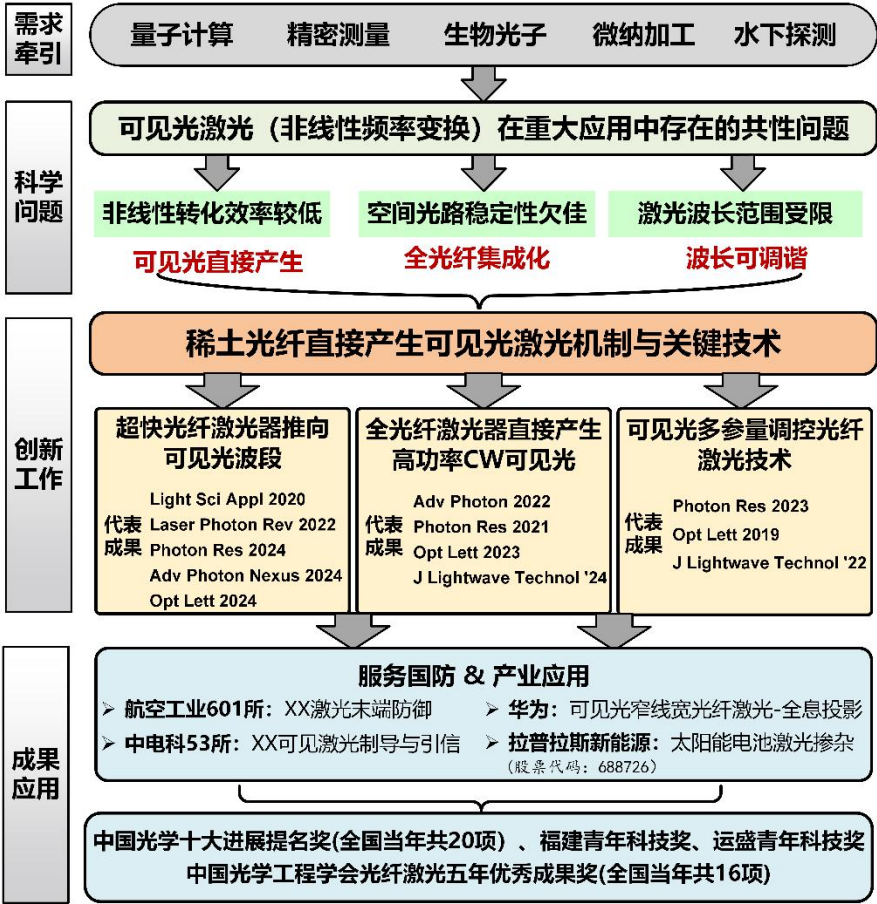 需求
牵引
量子计算 精密测量 生物光子 微纳加工 水下探测
科学
问题
可见光激光（非线性频率变换）在重大应用中存在的共性问题
非线性转化效率较低 空间光路稳定性欠佳 激光波长范围受限
可见光直接产生 全光纤集成化 波长可调谐
创新
工作
稀土光纤直接产生可见光激光机制与关键技术
超快光纤激光器推向
可见光波段
代表
成果
Light Sci Appl 2020
Laser Photon Rev 2022
Photon Res 2024
Adv Photon Nexus 2024
Opt Lett 2024
全光纤激光器直接产生
高功率CW可见光
代表
成果
Adv Photon 2022
Photon Res 2021
Opt Lett 2023
J Lightwave Technol '24
可见光多参量调控光纤
激光技术
代表
成果
Photon Res 2023
Opt Lett 2019
J Lightwave Technol '22
成果
应用
服务国防 & 产业应用
➢ 航空工业601所：XX激光末端防御
➢ 中电科53所：XX可见激光制导与引信
➢ 华为：可见光窄线宽光纤激光-全息投影
➢ 拉普拉斯新能源：太阳能电池激光掺杂
(股票代码：688726)
中国光学十大进展提名奖(全国当年共20项）、福建青年科技奖、运盛青年科技奖
中国光学工程学会光纤激光五年优秀成果奖(全国当年共16项)